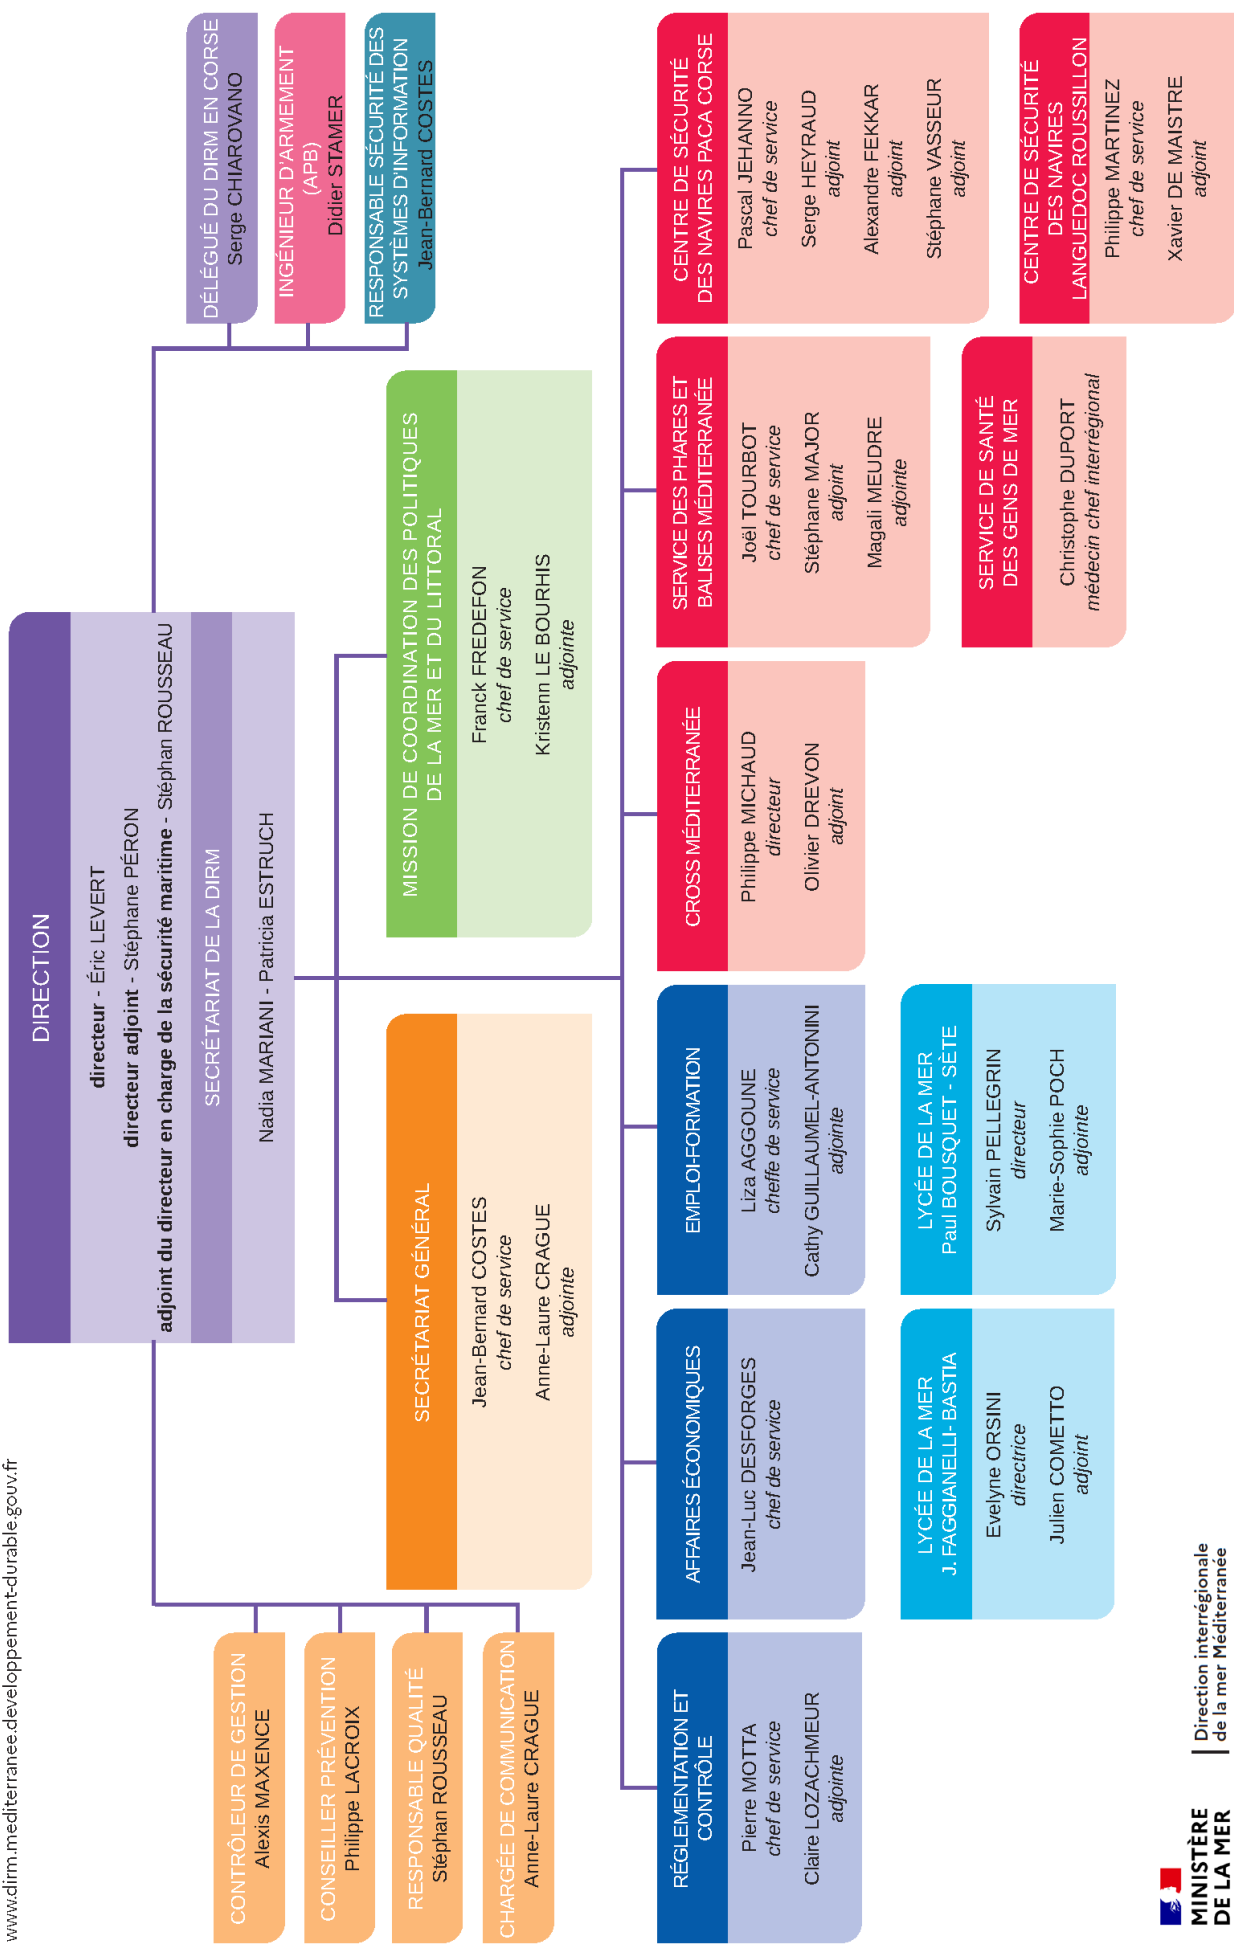 www.dirm.mediterranee.developpement-durable.gouv.fr
DIRECTION
directeur - Éric LEVERT
directeur adjoint - Stéphane PÉRON
adjoint du directeur en charge de la sécurité maritime - Stéphan ROUSSEAU
SECRÉTARIAT DE LA DIRM
Nadia MARIANI - Patricia ESTRUCH
CONTRÔLEUR DE GESTION
Alexis MAXENCE
CONSEILLER PRÉVENTION
Philippe LACROIX
RESPONSABLE QUALITÉ
Stéphan ROUSSEAU
CHARGÉE DE COMMUNICATION
Anne-Laure CRAGUE
DÉLÉGUÉ DU DIRM EN CORSE
Serge CHIAROVANO
INGÉNIEUR D'ARMEMENT
(APB)
Didier STAMER
RESPONSABLE SÉCURITÉ DES
SYSTÈMES D'INFORMATION
Jean-Bernard COSTES
SECRÉTARIAT GÉNÉRAL
Jean-Bernard COSTES
chef de service
Anne-Laure CRAGUE
adjointe
MISSION DE COORDINATION DES POLITIQUES
DE LA MER ET DU LITTORAL
Franck FREDEFON
chef de service
Kristenn LE BOURHIS
adjointe
RÉGLEMENTATION ET
CONTRÔLE
Pierre MOTTA
chef de service
Claire LOZACHMEUR
adjointe
AFFAIRES ÉCONOMIQUES
Jean-Luc DESFORGES
chef de service
EMPLOI-FORMATION
Liza AGGOUNE
cheffe de service
Cathy GUILLAUMEL-ANTONINI
adjointe
CROSS MÉDITERRANÉE
Philippe MICHAUD
directeur
Olivier DREVON
adjoint
SERVICE DES PHARES ET
BALISES MÉDITERRANÉE
Joël TOURBOT
chef de service
Stéphane MAJOR
adjoint
Magali MEUDRE
adjointe
CENTRE DE SÉCURITÉ
DES NAVIRES PACA CORSE
Pascal JEHANNO
chef de service
Serge HEYRAUD
adjoint
Alexandre FEKKAR
adjoint
Stéphane VASSEUR
adjoint
LYCÉE DE LA MER
J. FAGGIANELLI- BASTIA
Evelyne ORSINI
directrice
Julien COMETTO
adjoint
LYCÉE DE LA MER
Paul BOUSQUET - SÈTE
Sylvain PELLEGRIN
directeur
Marie-Sophie POCH
adjointe
SERVICE DE SANTÉ
DES GENS DE MER
Christophe DUPORT
médecin chef interrégional
CENTRE DE SÉCURITÉ
DES NAVIRES
LANGUEDOC ROUSSILLON
Philippe MARTINEZ
chef de service
Xavier DE MAISTRE
adjoint
MINISTÈRE
DE LA MER
Direction interrégionale
de la mer Méditerranée